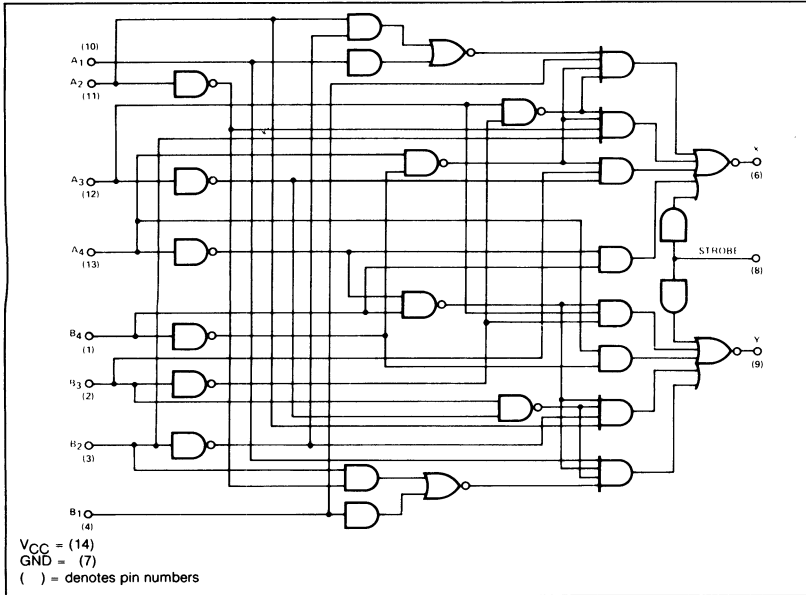 (10)
A1
A2
(11)
A3
(12)
A4
(13)
B4
(1)
B3
(2)
B2
(3)
B1
(4)
X
(6)
STROBE
(8)
Y
(9)
VCC = (14)
GND = (7)
( ) = denotes pin numbers